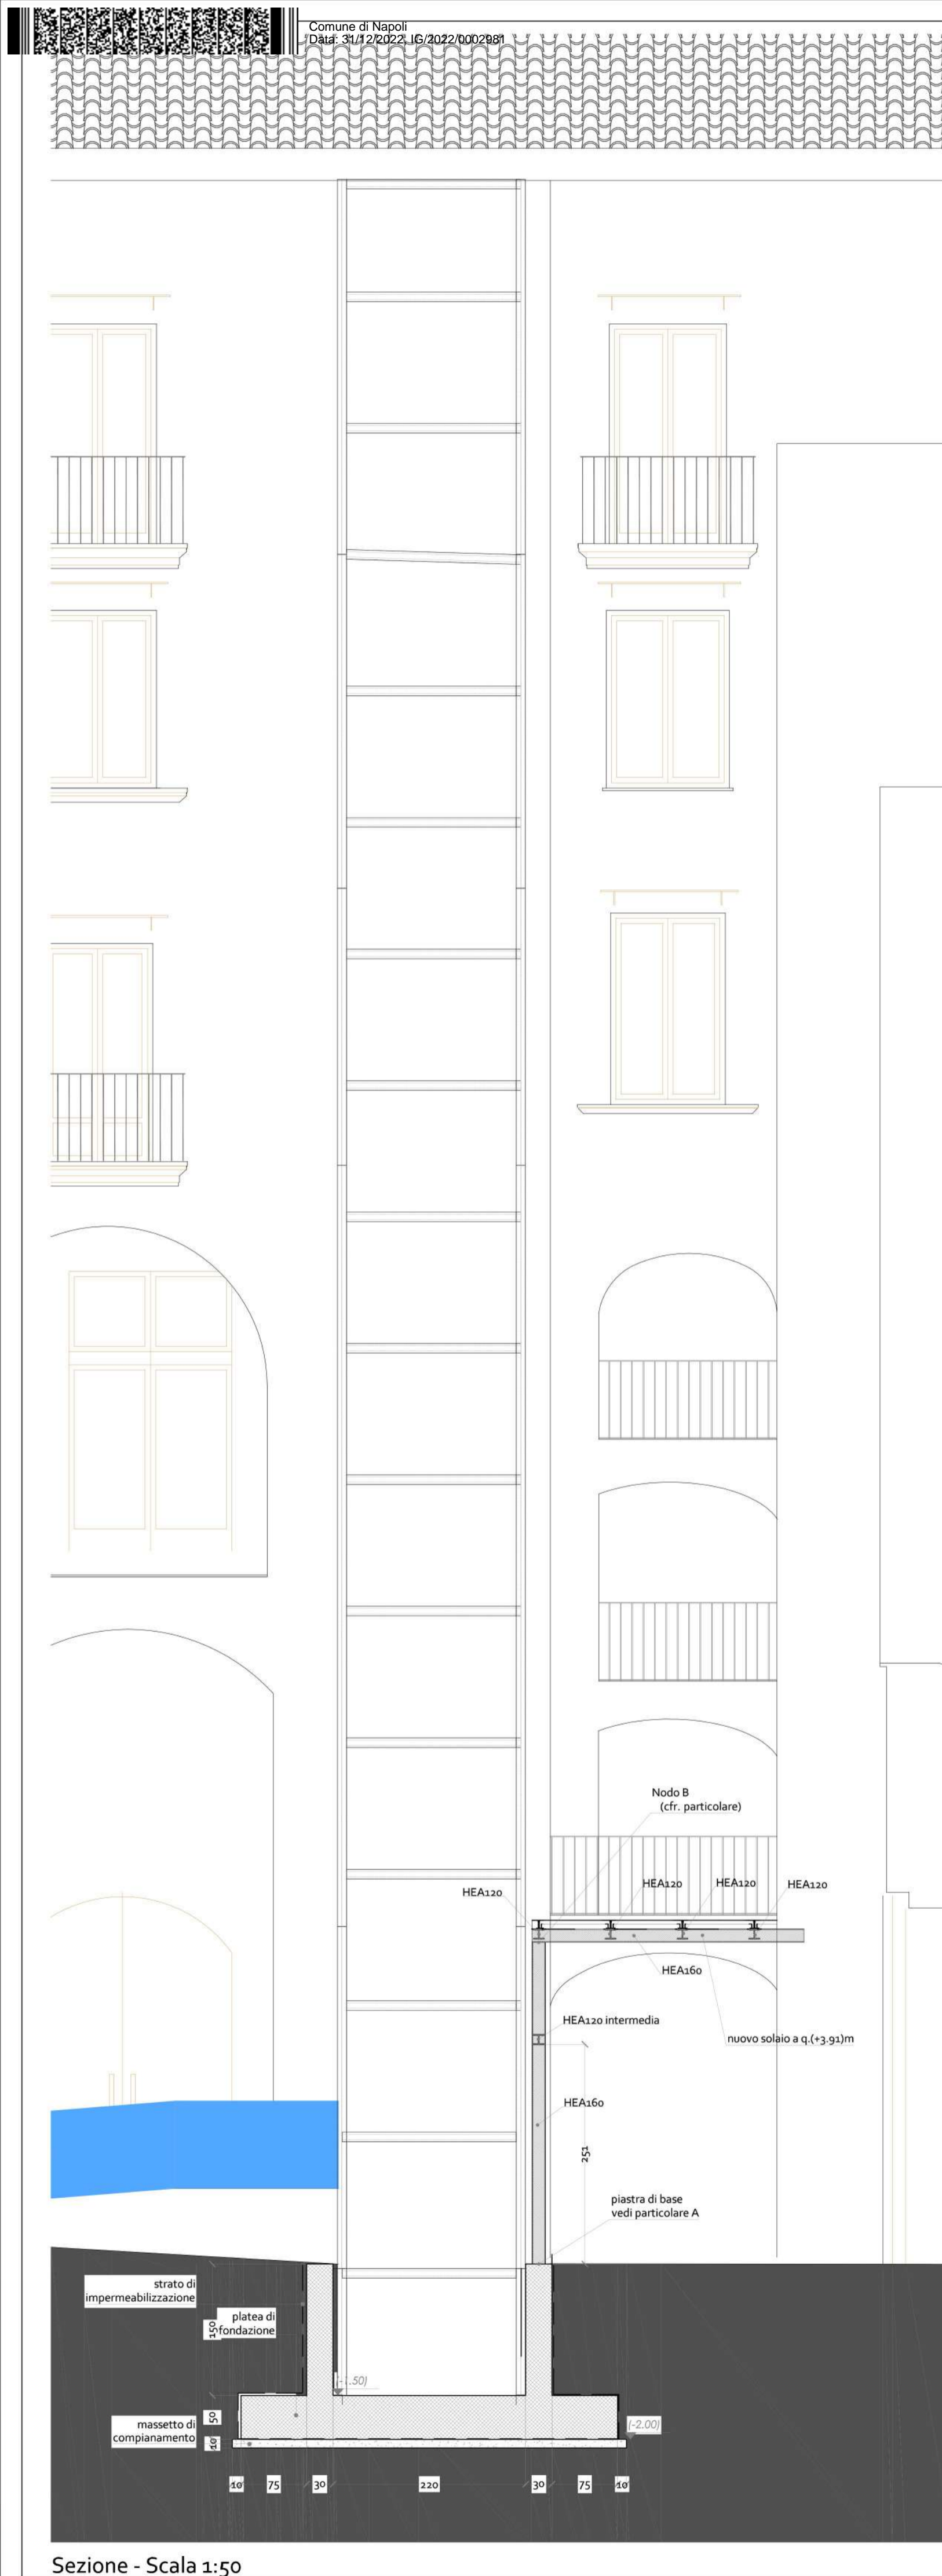 Comune di Napoli
Data: 31/12/2022, IG/2022/0002981
Nodo B
(cfr. particolare)
HEA120
HEA120
HEA120
HEA120
HEA160
HEA120 intermedia
nuovo solaio a q.(+3.91)m
HEA160
251
piastra di base
vedi particolare A
strato di
impermeabilizzazione
platea di
fondazione
150
(-1.50)
50
massetto di
compianamento
(-2.00)
10
10 75 30 220 30 75 10
Sezione - Scala 1:50